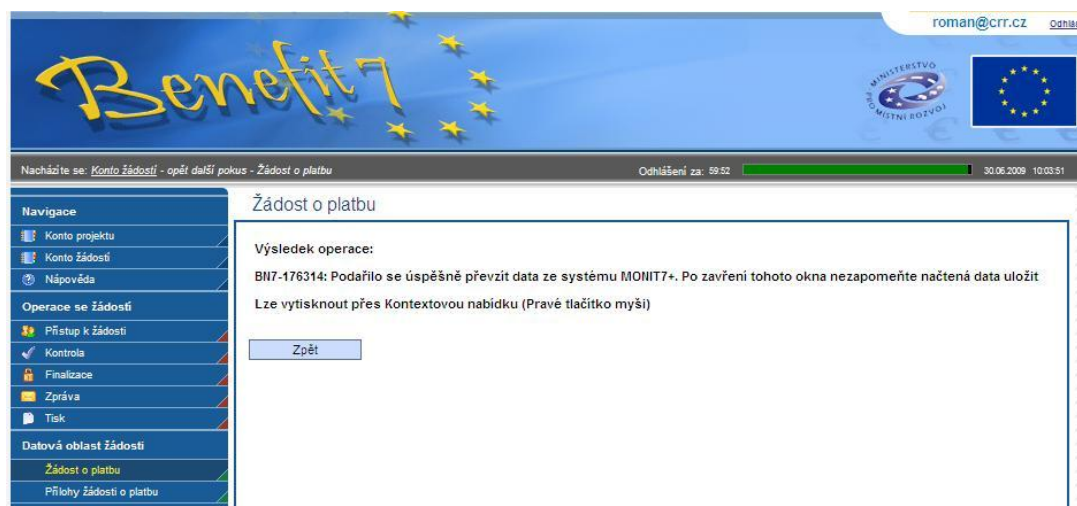 roman@crr.cz
Benefit 7
MINISTERSTVO PRO MÍSTNÍ ROZVOJ
Nacházíte se: Konto žádostí - opět další pokus - Žádost o platbu
Odhlášení za: 59:52
30.06.2009 10:03:51
Navigace
Konto projektu
Konto žádostí
Nápověda
Operace se žádostí
Přístup k žádosti
Kontrola
Finalizace
Zpráva
Tisk
Datová oblast žádosti
Žádost o platbu
Přílohy žádosti o platbu
Žádost o platbu
Výsledek operace:
BN7-176314: Podařilo se úspěšně převzít data ze systému MONIT7+. Po zavření tohoto okna nezapomeňte načtená data uložit
Lze vytisknout přes Kontextovou nabídku (Pravé tlačítko myši)
Zpět